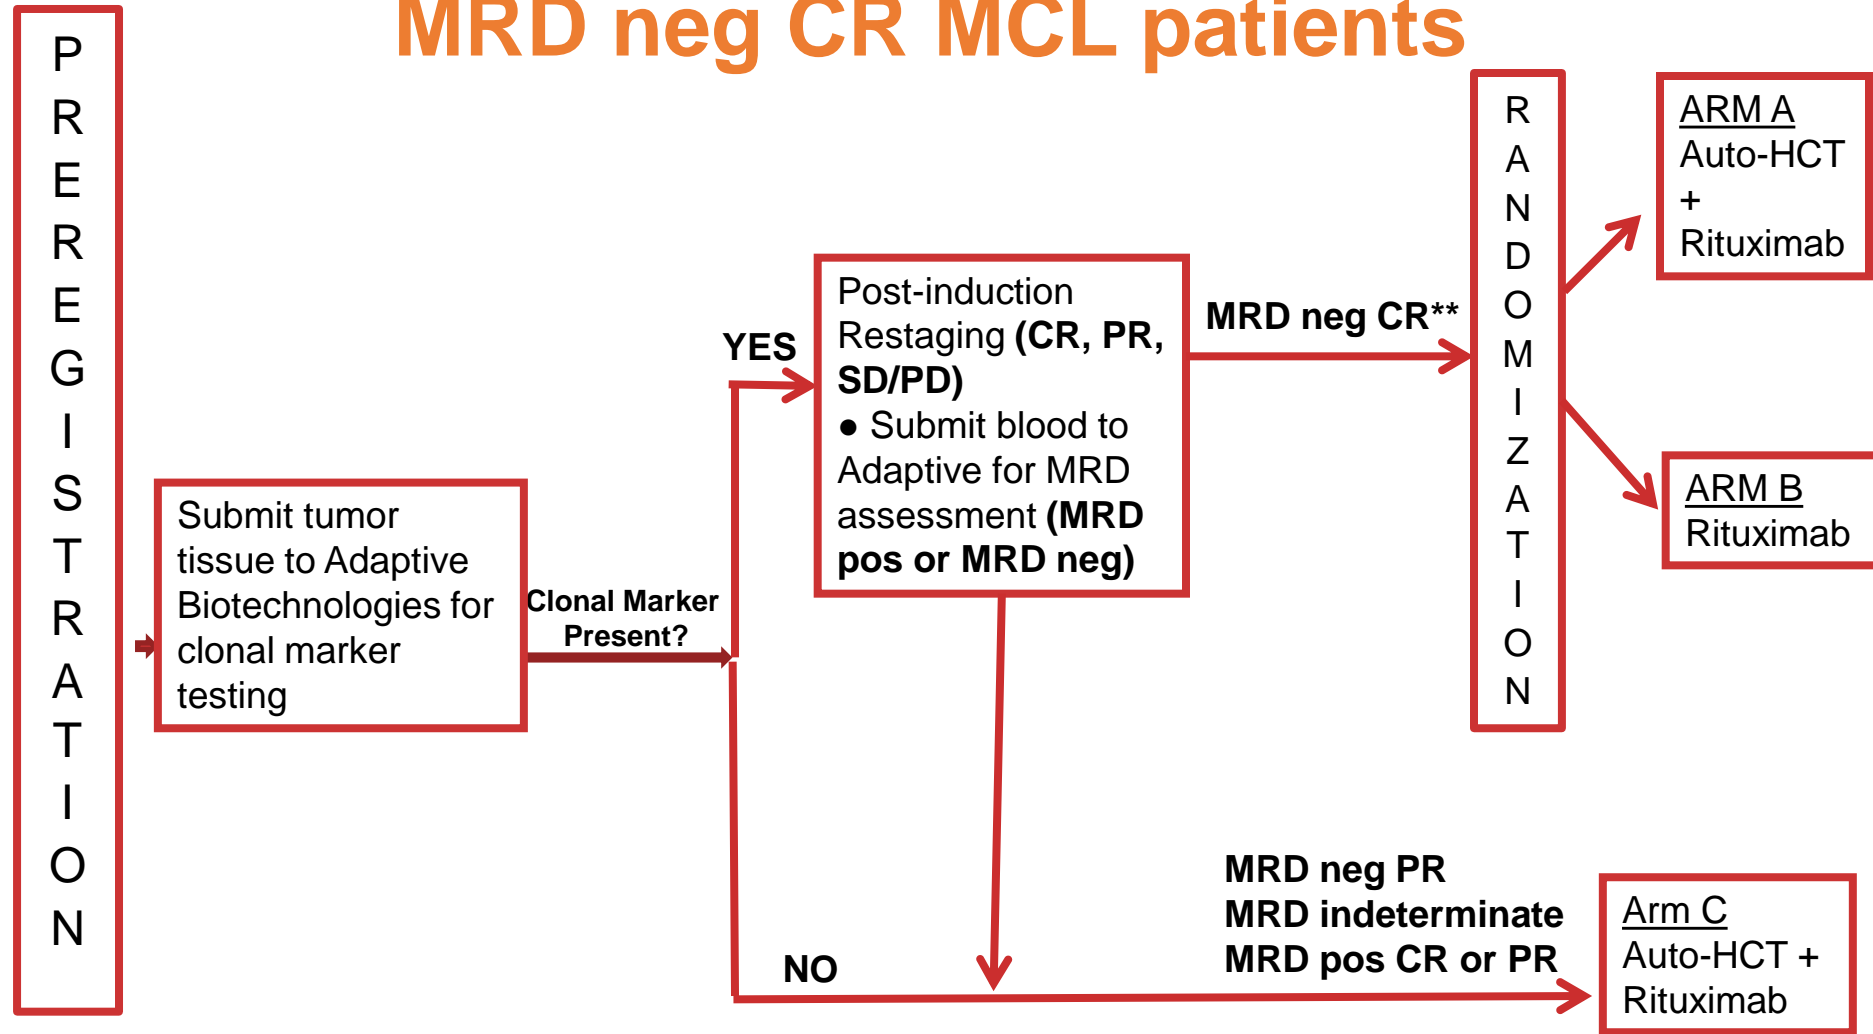 MRD neg CR MCL patients
PREREGISTRATION
Submit tumor
tissue to Adaptive
Biotechnologies for
clonal marker
testing
Clonal Marker
Present?
YES
NO
Post-induction
Restaging (CR, PR,
SD/PD)
● Submit blood to
Adaptive for MRD
assessment (MRD
pos or MRD neg)
MRD neg CR**
RANDOMIZATION
ARM A
Auto-HCT
+
Rituximab
ARM B
Rituximab
MRD neg PR
MRD indeterminate
MRD pos CR or PR
Arm C
Auto-HCT +
Rituximab